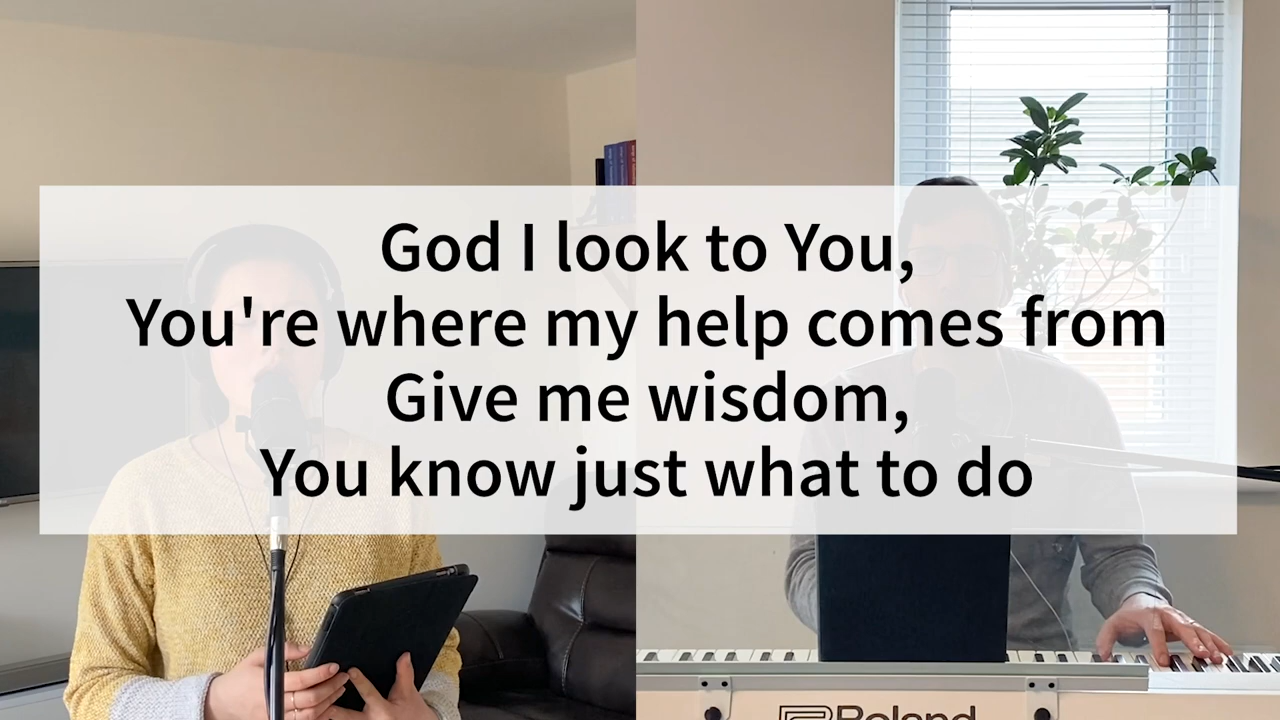 God I look to You,
You're where my help comes from
Give me wisdom,
You know just what to do
Roland